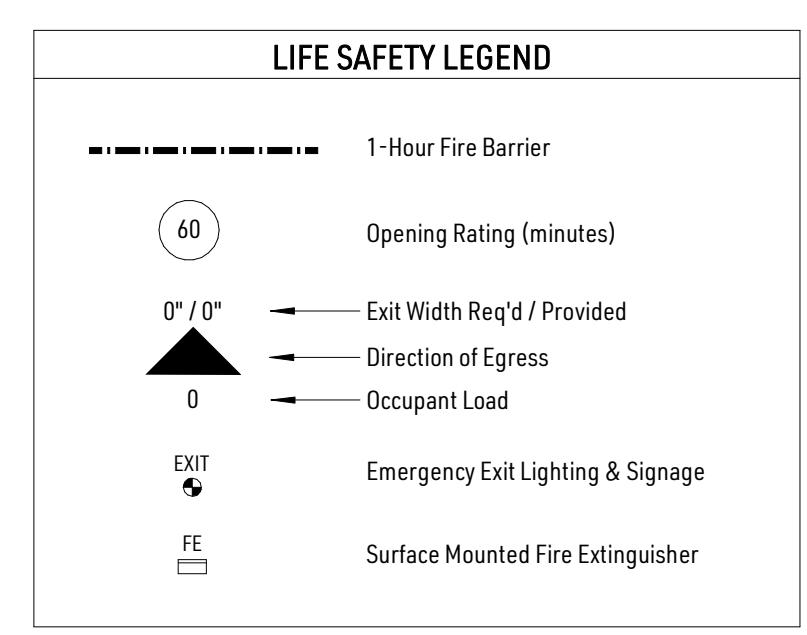 LIFE SAFETY LEGEND
1-Hour Fire Barrier
60
Opening Rating (minutes)
0" / 0"
Exit Width Req'd / Provided
Direction of Egress
0
Occupant Load
EXIT
Emergency Exit Lighting & Signage
FE
Surface Mounted Fire Extinguisher